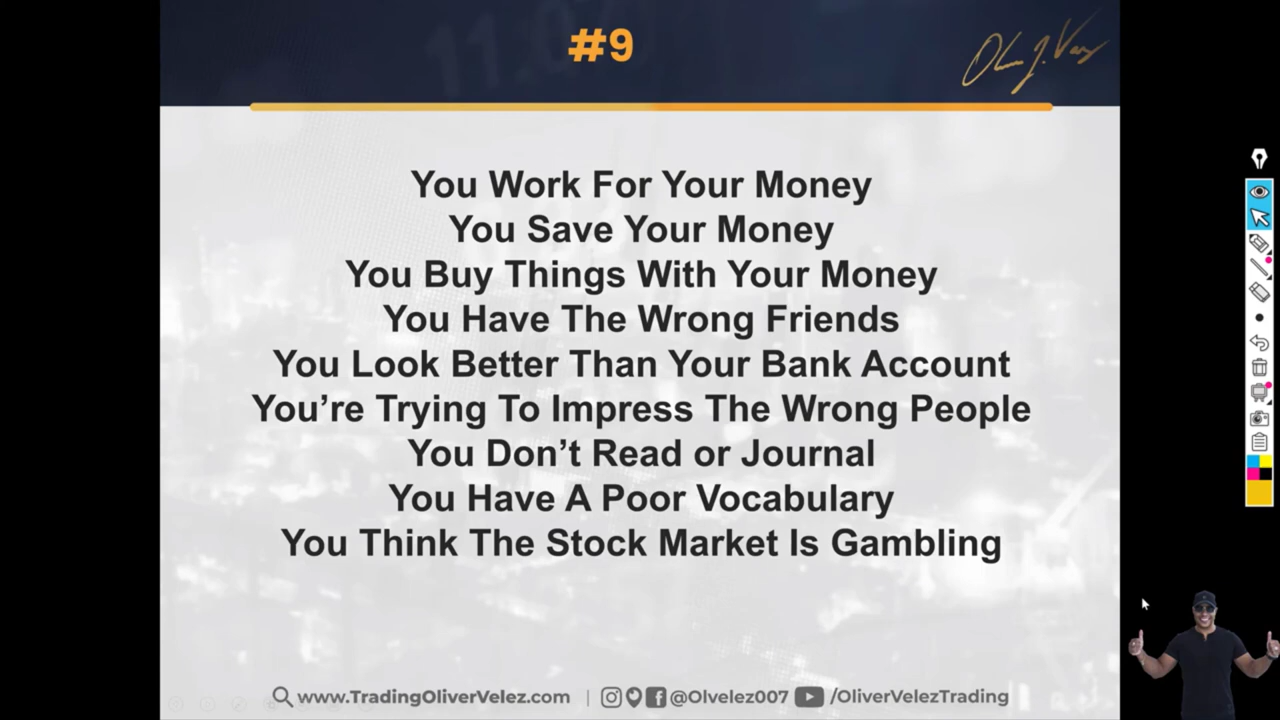 #9
You Work For Your Money
You Save Your Money
You Buy Things With Your Money
You Have The Wrong Friends
You Look Better Than Your Bank Account
You're Trying To Impress The Wrong People
You Don’t Read or Journal
You Have A Poor Vocabulary
You Think The Stock Market Is Gambling
www.TradingOliverVelez.com | @Olvelez007 /OliverVelezTrading